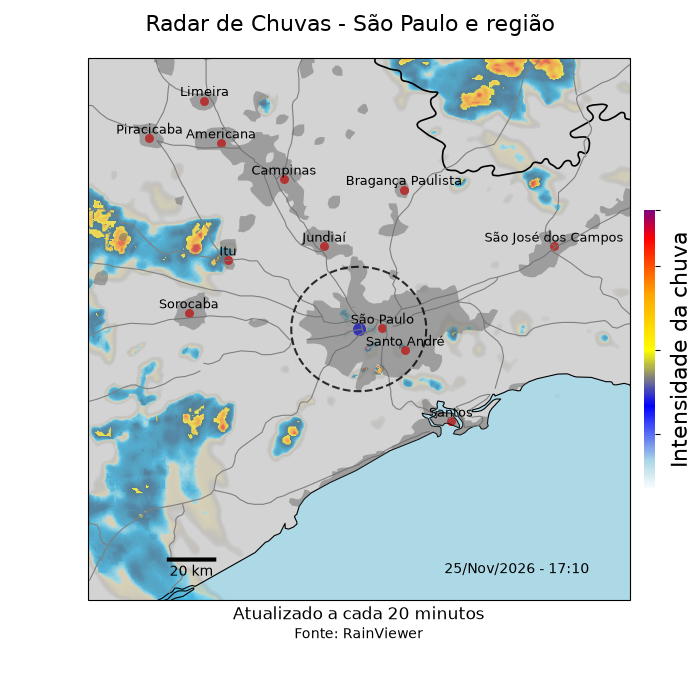 Radar de Chuvas - São Paulo e região
Limeira
Piracicaba
Americana
Campinas
Bragança Paulista
Jundiaí
São José dos Campos
Itu
Sorocaba
São Paulo
Santo André
Santos
Intensidade da chuva
20 km
25/Nov/2026 - 17:10
Atualizado a cada 20 minutos
Fonte: RainViewer